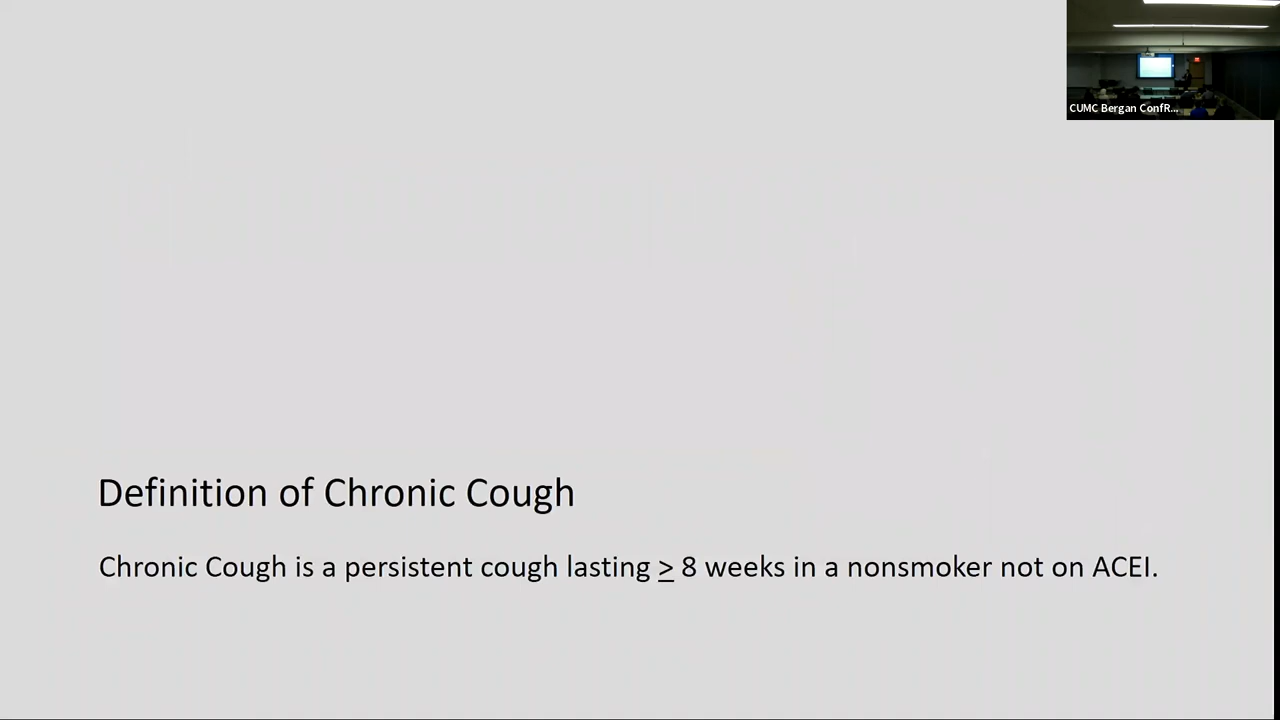 CUMC Bergan ConfR...
Definition of Chronic Cough
Chronic Cough is a persistent cough lasting ≥ 8 weeks in a nonsmoker not on ACEI.